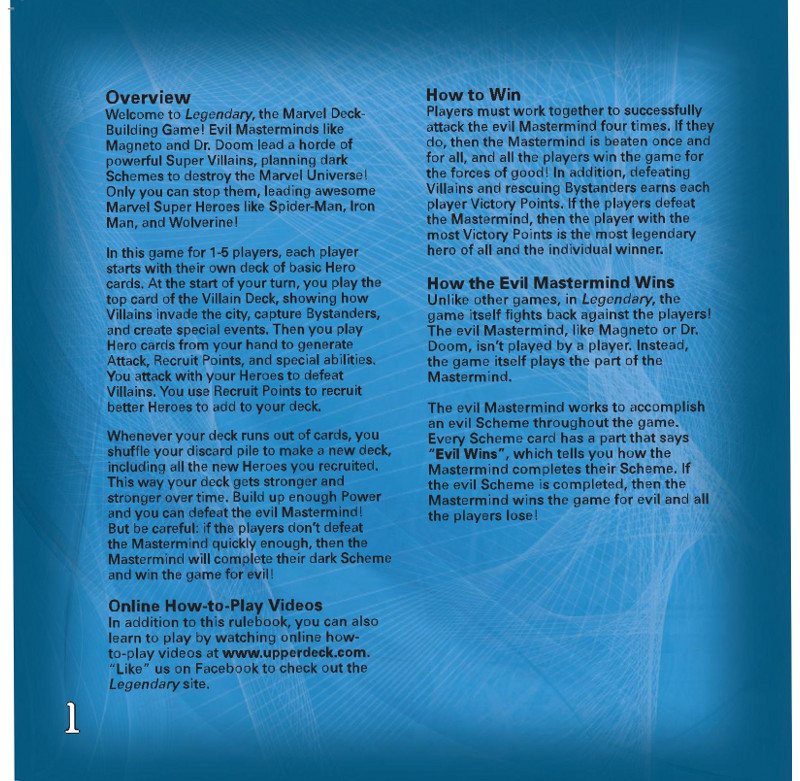 Overview
Welcome to Legendary, the Marvel Deck-
Building Game! Evil Masterminds like
Magneto and Dr. Doom lead a horde of
powerful Super Villains, planning dark
Schemes to destroy the Marvel Universe!
Only you can stop them, leading awesome
Marvel Super Heroes like Spider-Man, Iron
Man, and Wolverine!
In this game for 1-5 players, each player
starts with their own deck of basic Hero
cards. At the start of your turn, you play the
top card of the Villain Deck, showing how
Villains invade the city, capture Bystanders,
and create special events. Then you play
Hero cards from your hand to generate
Attack, Recruit Points, and special abilities.
You attack with your Heroes to defeat
Villains. You use Recruit Points to recruit
better Heroes to add to your deck.
Whenever your deck runs out of cards, you
shuffle your discard pile to make a new deck,
including all the new Heroes you recruited.
This way your deck gets stronger and
stronger over time. Build up enough Power
and you can defeat the evil Mastermind!
But be careful: if the players don't defeat
the Mastermind quickly enough, then the
Mastermind will complete their dark Scheme
and win the game for evil!
Online How-to-Play Videos
In addition to this rulebook, you can also
learn to play by watching online how-
to-play videos at www.upperdeck.com.
"Like" us on Facebook to check out the
Legendary site.
How to Win
Players must work together to successfully
attack the evil Mastermind four times. If they
do, then the Mastermind is beaten once and
for all, and all the players win the game for
the forces of good! In addition, defeating
Villains and rescuing Bystanders earns each
player Victory Points. If the players defeat
the Mastermind, then the player with the
most Victory Points is the most legendary
hero of all and the individual winner.
How the Evil Mastermind Wins
Unlike other games, in Legendary, the
game itself fights back against the players!
The evil Mastermind, like Magneto or Dr.
Doom, isn't played by a player. Instead,
the game itself plays the part of the
Mastermind.
The evil Mastermind works to accomplish
an evil Scheme throughout the game.
Every Scheme card has a part that says
"Evil Wins", which tells you how the
Mastermind completes their Scheme. If
the evil Scheme is completed, then the
Mastermind wins the game for evil and all
the players lose!
1